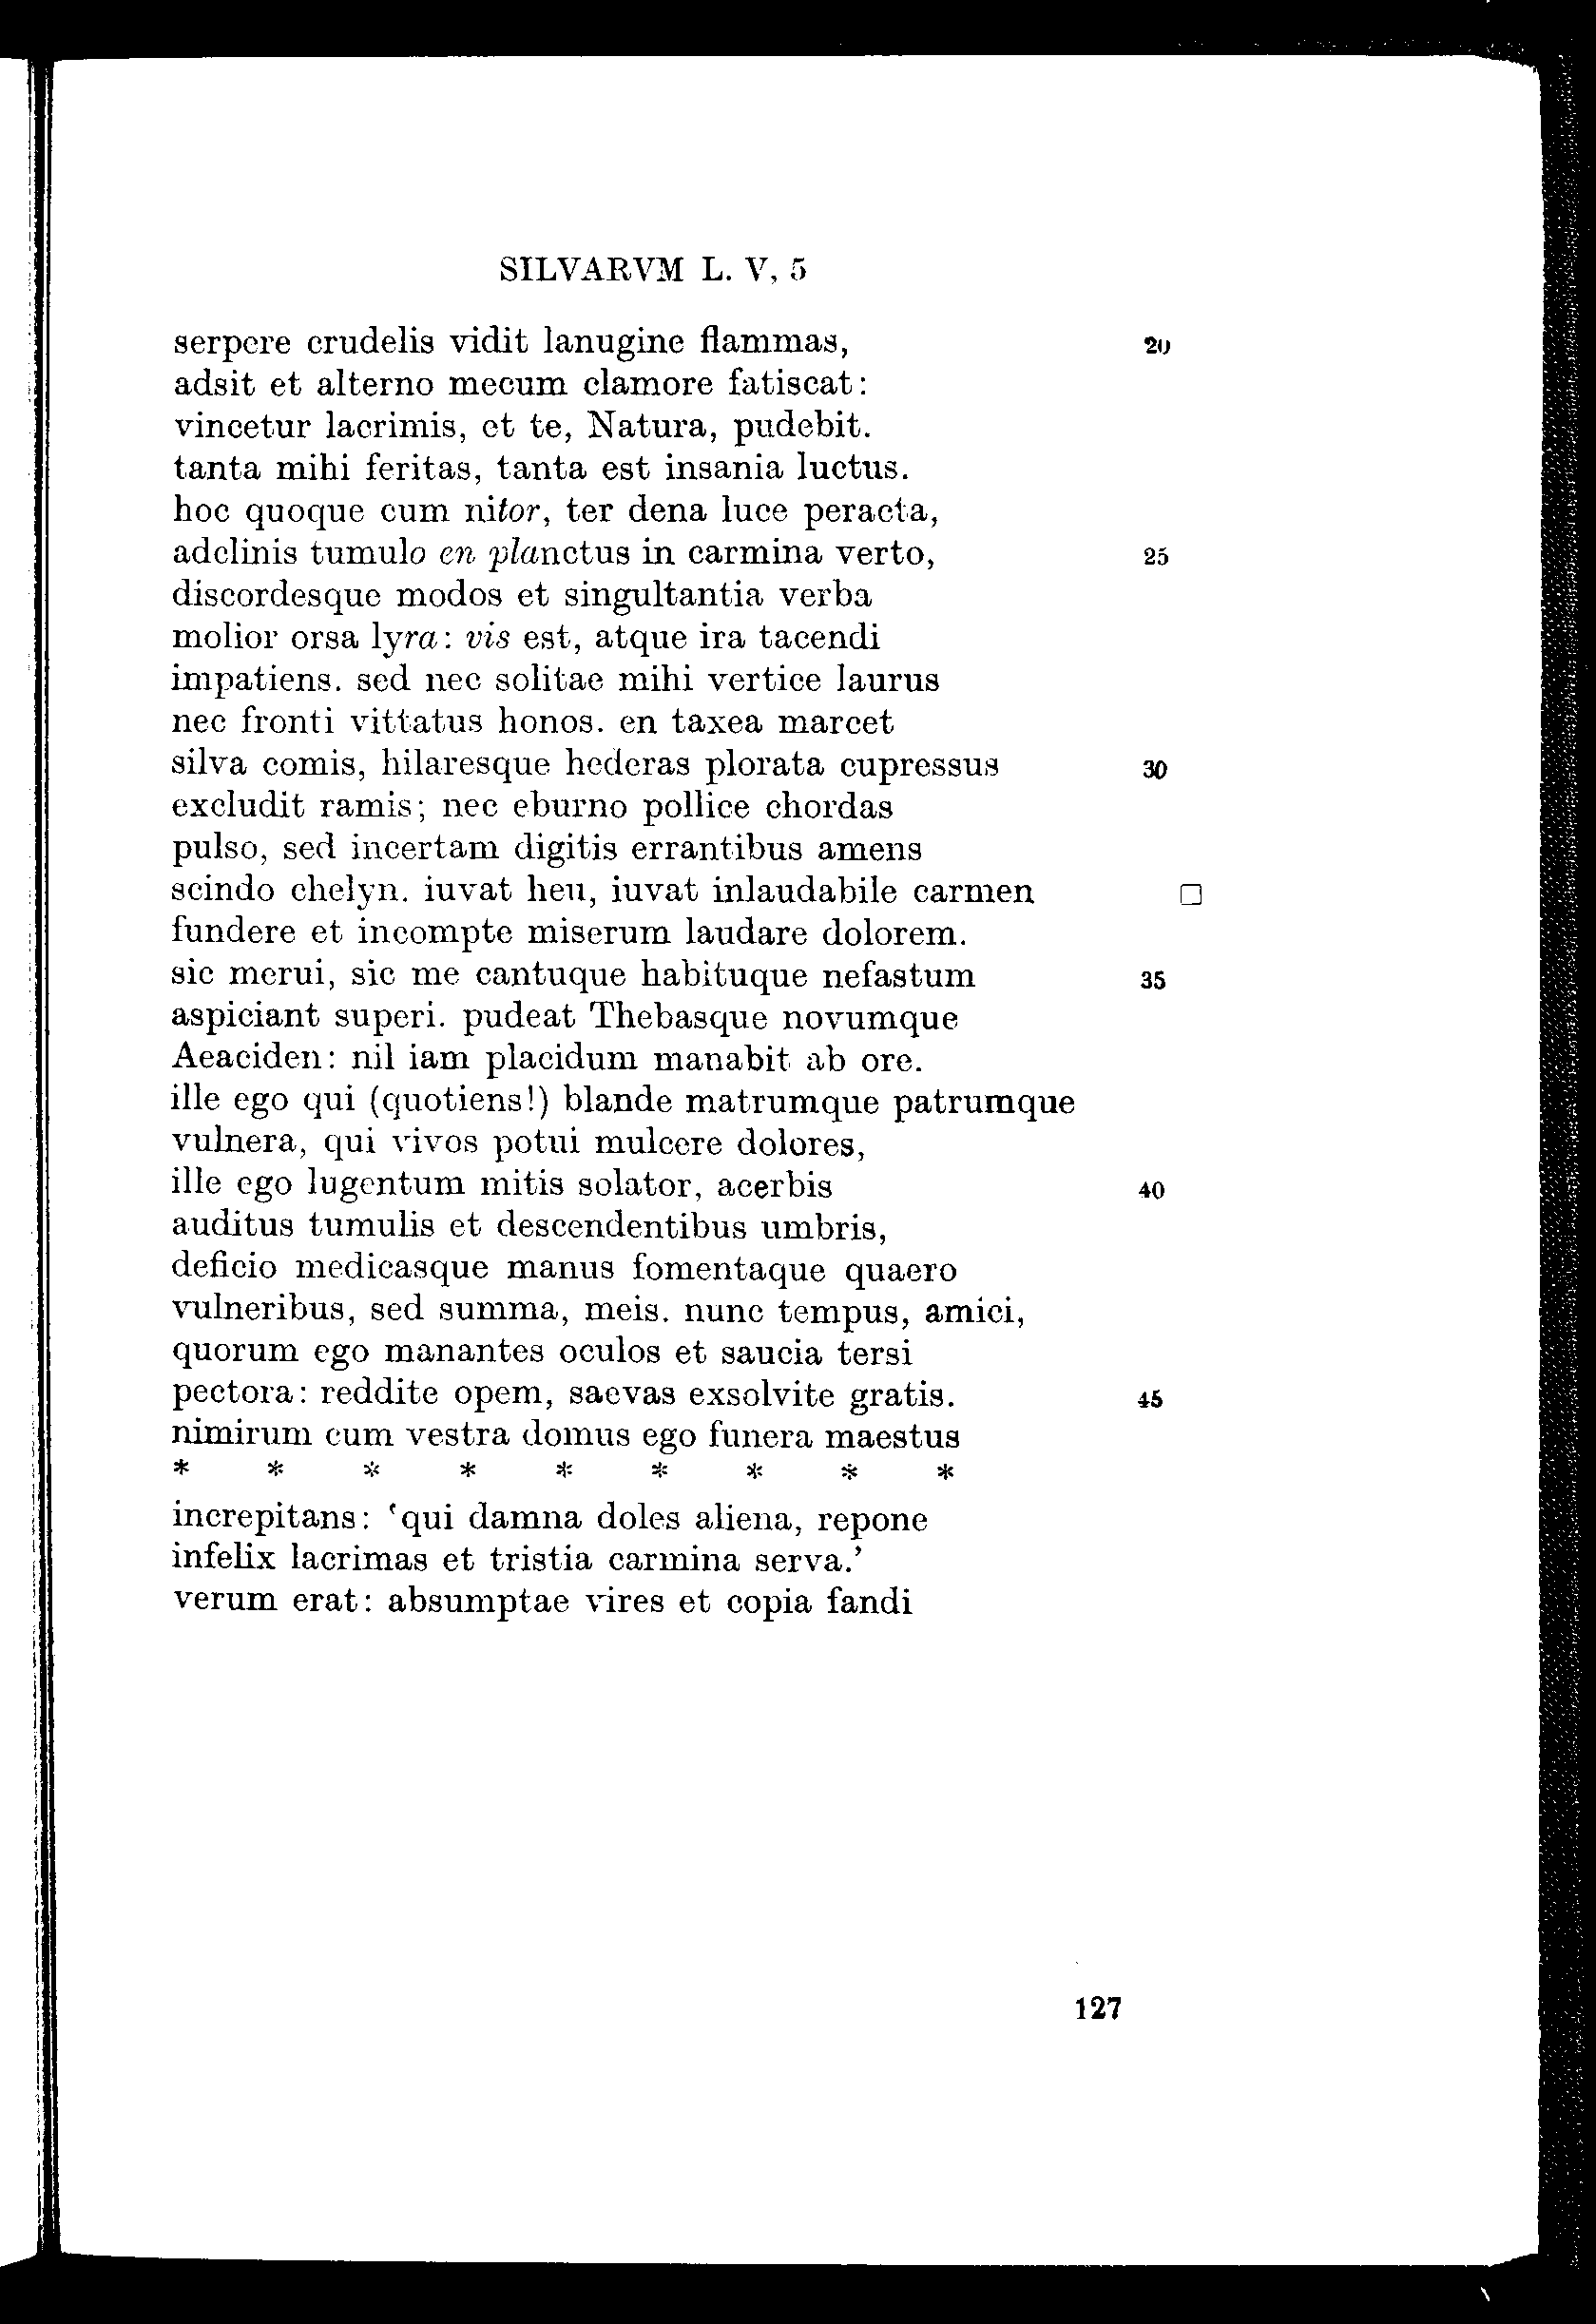 SILVARVM L. V, 5
serpere crudelis vidit lanugine flammas, 20
adsit et alterno mecum clamore fatiscat:
vincetur lacrimis, et te, Natura, pudebit.
tanta mihi feritas, tanta est insania luctus.
hoc quoque cum nitor, ter dena luce peracta,
adclinis tumulo en planctus in carmina verto, 25
discordesque modos et singultantia verba
molior orsa lyra: vis est, atque ira tacendi
impatiens. sed nec solitae mihi vertice laurus
nec fronti vittatus honos. en taxea marcet
silva comis, hilaresque hederas plorata cupressus 30
excludit ramis; nec eburno pollice chordas
pulso, sed incertam digitis errantibus amens
scindo chelyn. iuvat heu, iuvat inlaudabile carmen □
fundere et incompte miserum laudare dolorem.
sic merui, sic me cantuque habituque nefastum 35
aspiciant superi. pudeat Thebasque novumque
Aeaciden: nil iam placidum manabit ab ore.
ille ego qui (quotiens!) blande matrumque patrumque
vulnera, qui vivos potui mulcere dolores,
ille ego lugentum mitis solator, acerbis 40
auditus tumulis et descendentibus umbris,
deficio medicasque manus fomentaque quaero
vulneribus, sed summa, meis. nunc tempus, amici,
quorum ego manantes oculos et saucia tersi
pectora: reddite opem, saevas exsolvite gratis. 45
nimirum cum vestra domus ego funera maestus
* * * * * * * * *
increpitans: ‘qui damna doles aliena, repone
infelix lacrimas et tristia carmina serva.’
verum erat: absumptae vires et copia fandi
127